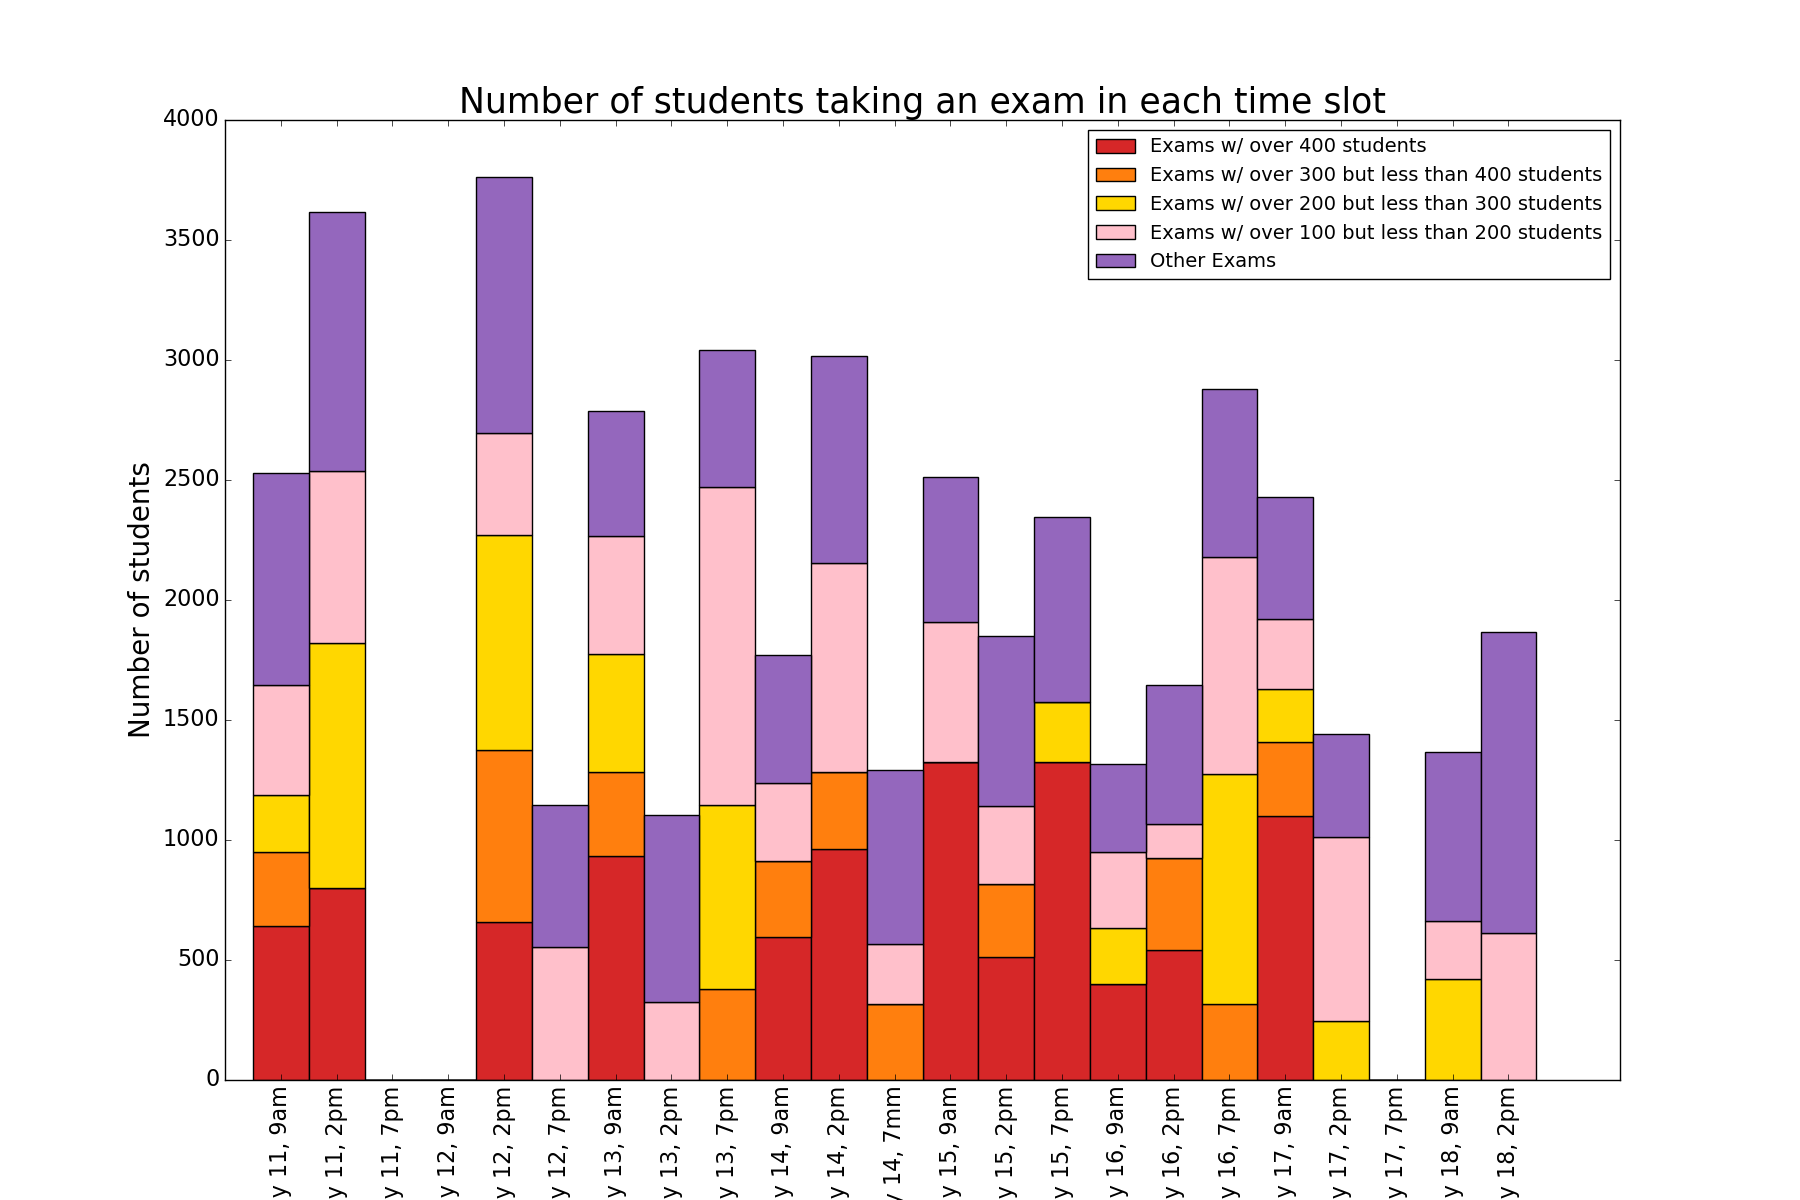 Number of students taking an exam in each time slot
Exams w/ over 400 students
Exams w/ over 300 but less than 400 students
Exams w/ over 200 but less than 300 students
Exams w/ over 100 but less than 200 students
Other Exams
Number of students
4000
3500
3000
2500
2000
1500
1000
500
0
y 11, 9am
y 11, 2pm
y 11, 7pm
y 12, 9am
y 12, 2pm
y 12, 7pm
y 13, 9am
y 13, 2pm
y 13, 7pm
y 14, 9am
y 14, 2pm
y 14, 7mm
y 15, 9am
y 15, 2pm
y 15, 7pm
y 16, 9am
y 16, 2pm
y 16, 7pm
y 17, 9am
y 17, 2pm
y 17, 7pm
y 18, 9am
y 18, 2pm